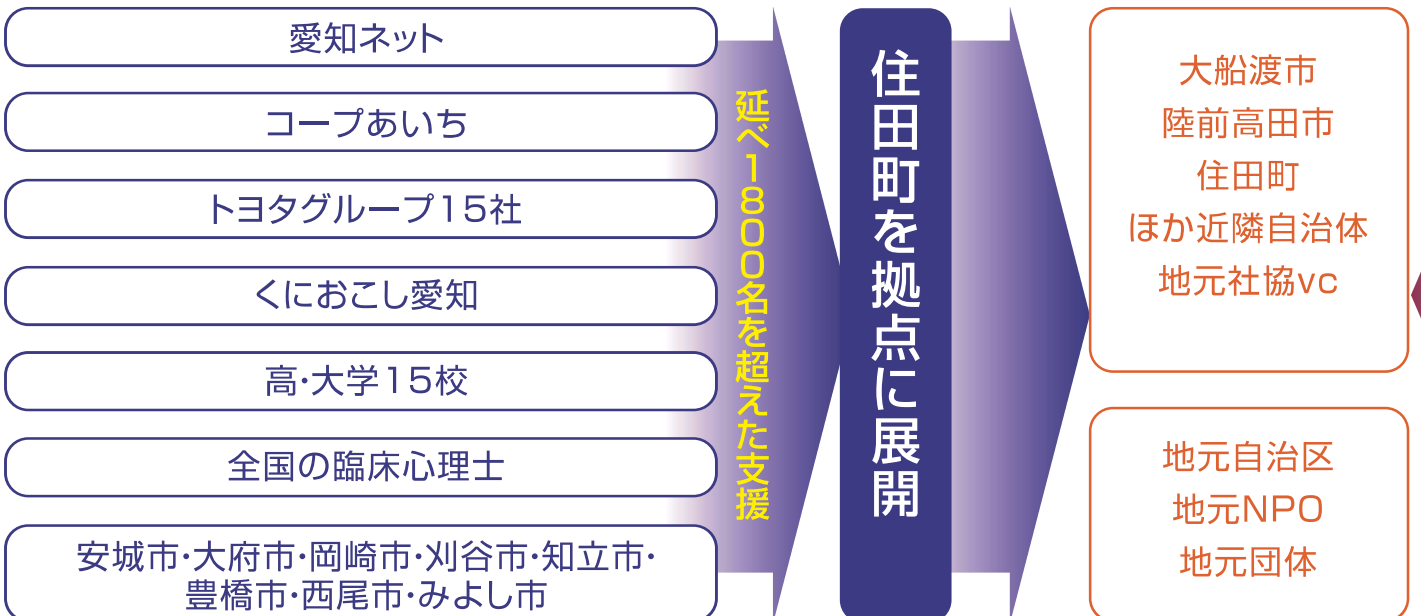 愛知ネット
コープあいち
トヨタグループ15社
くにおこし愛知
高・大学15校
全国の臨床心理士
安城市・大府市・岡崎市・刈谷市・知立市・
豊橋市・西尾市・みよし市
延べ1800名を超えた支援
住田町を拠点に展開
大船渡市
陸前高田市
住田町
ほか近隣自治体
地元社協vc
地元自治区
地元NPO
地元団体